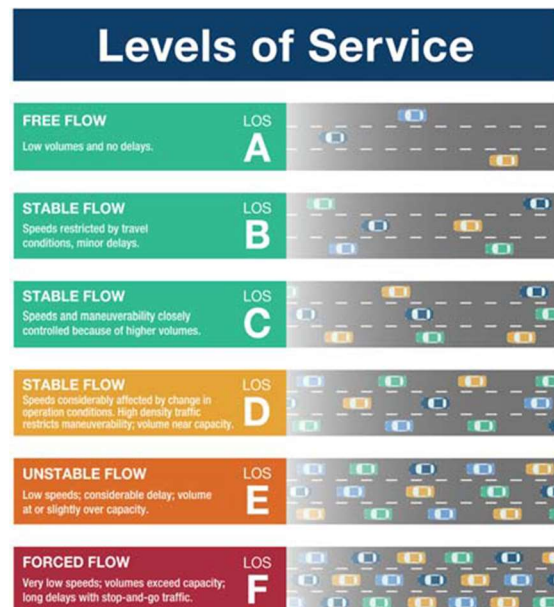 Levels of Service
FREE FLOW
Low volumes and no delays.
LOS
A
STABLE FLOW
Speeds restricted by travel
conditions, minor delays.
LOS
B
STABLE FLOW
Speeds and maneuverability closely
controlled because of higher volumes.
LOS
C
STABLE FLOW
Speeds considerably affected by change in
operation conditions. High density traffic
restricts maneuverability; volume near capacity.
LOS
D
UNSTABLE FLOW
Low speeds; considerable delay; volume
at or slightly over capacity.
LOS
E
FORCED FLOW
Very low speeds; volumes exceed capacity;
long delays with stop-and-go traffic.
LOS
F